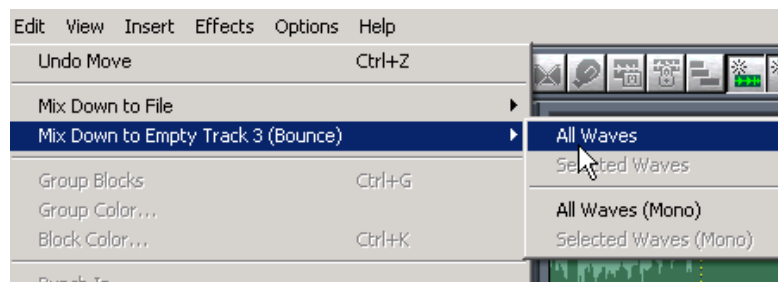 Edit View Insert Effects Options Help
Undo Move Ctrl+Z
Mix Down to File
Mix Down to Empty Track 3 (Bounce)
All Waves
Selected Waves
All Waves (Mono)
Selected Waves (Mono)
Group Blocks Ctrl+G
Group Color...
Block Color... Ctrl+K
Punch In